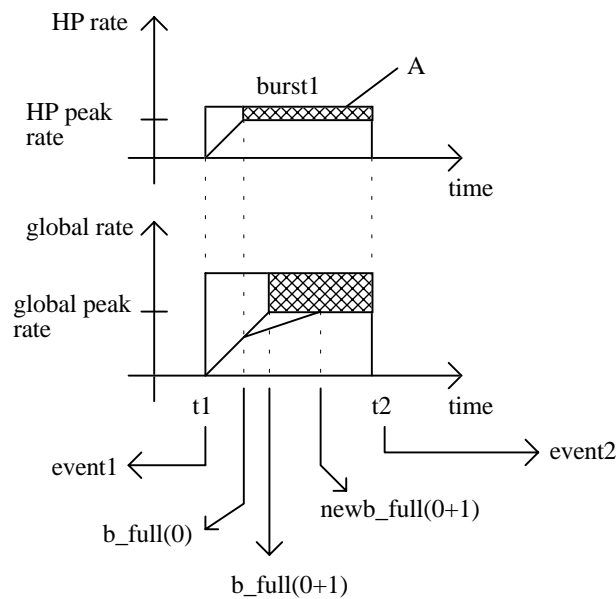 HP rate
A
burst1
HP peak
rate
time
global rate
global peak
rate
t1
t2
time
event1
event2
newb_full(0+1)
b_full(0)
b_full(0+1)